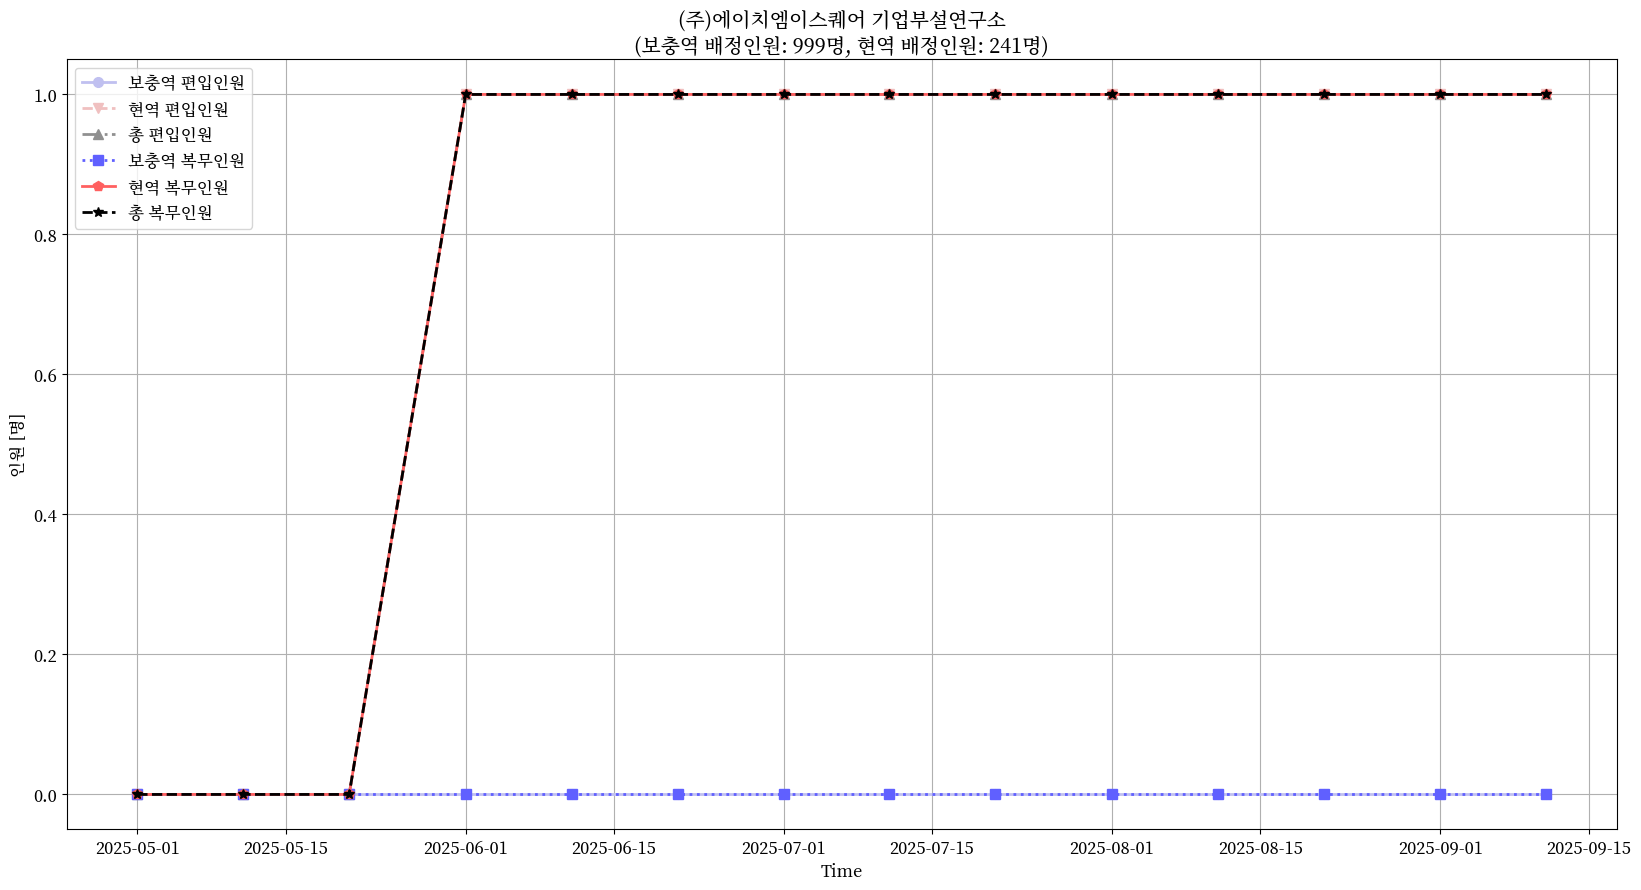 (주)에이치엠이스퀘어 기업부설연구소
(보충역 배정인원: 999명, 현역 배정인원: 241명)
보충역 편입인원
현역 편입인원
총 편입인원
보충역 복무인원
현역 복무인원
총 복무인원
인원 [명]
1.0
0.8
0.6
0.4
0.2
0.0
2025-05-01
2025-05-15
2025-06-01
2025-06-15
2025-07-01
2025-07-15
2025-08-01
2025-08-15
2025-09-01
2025-09-15
Time